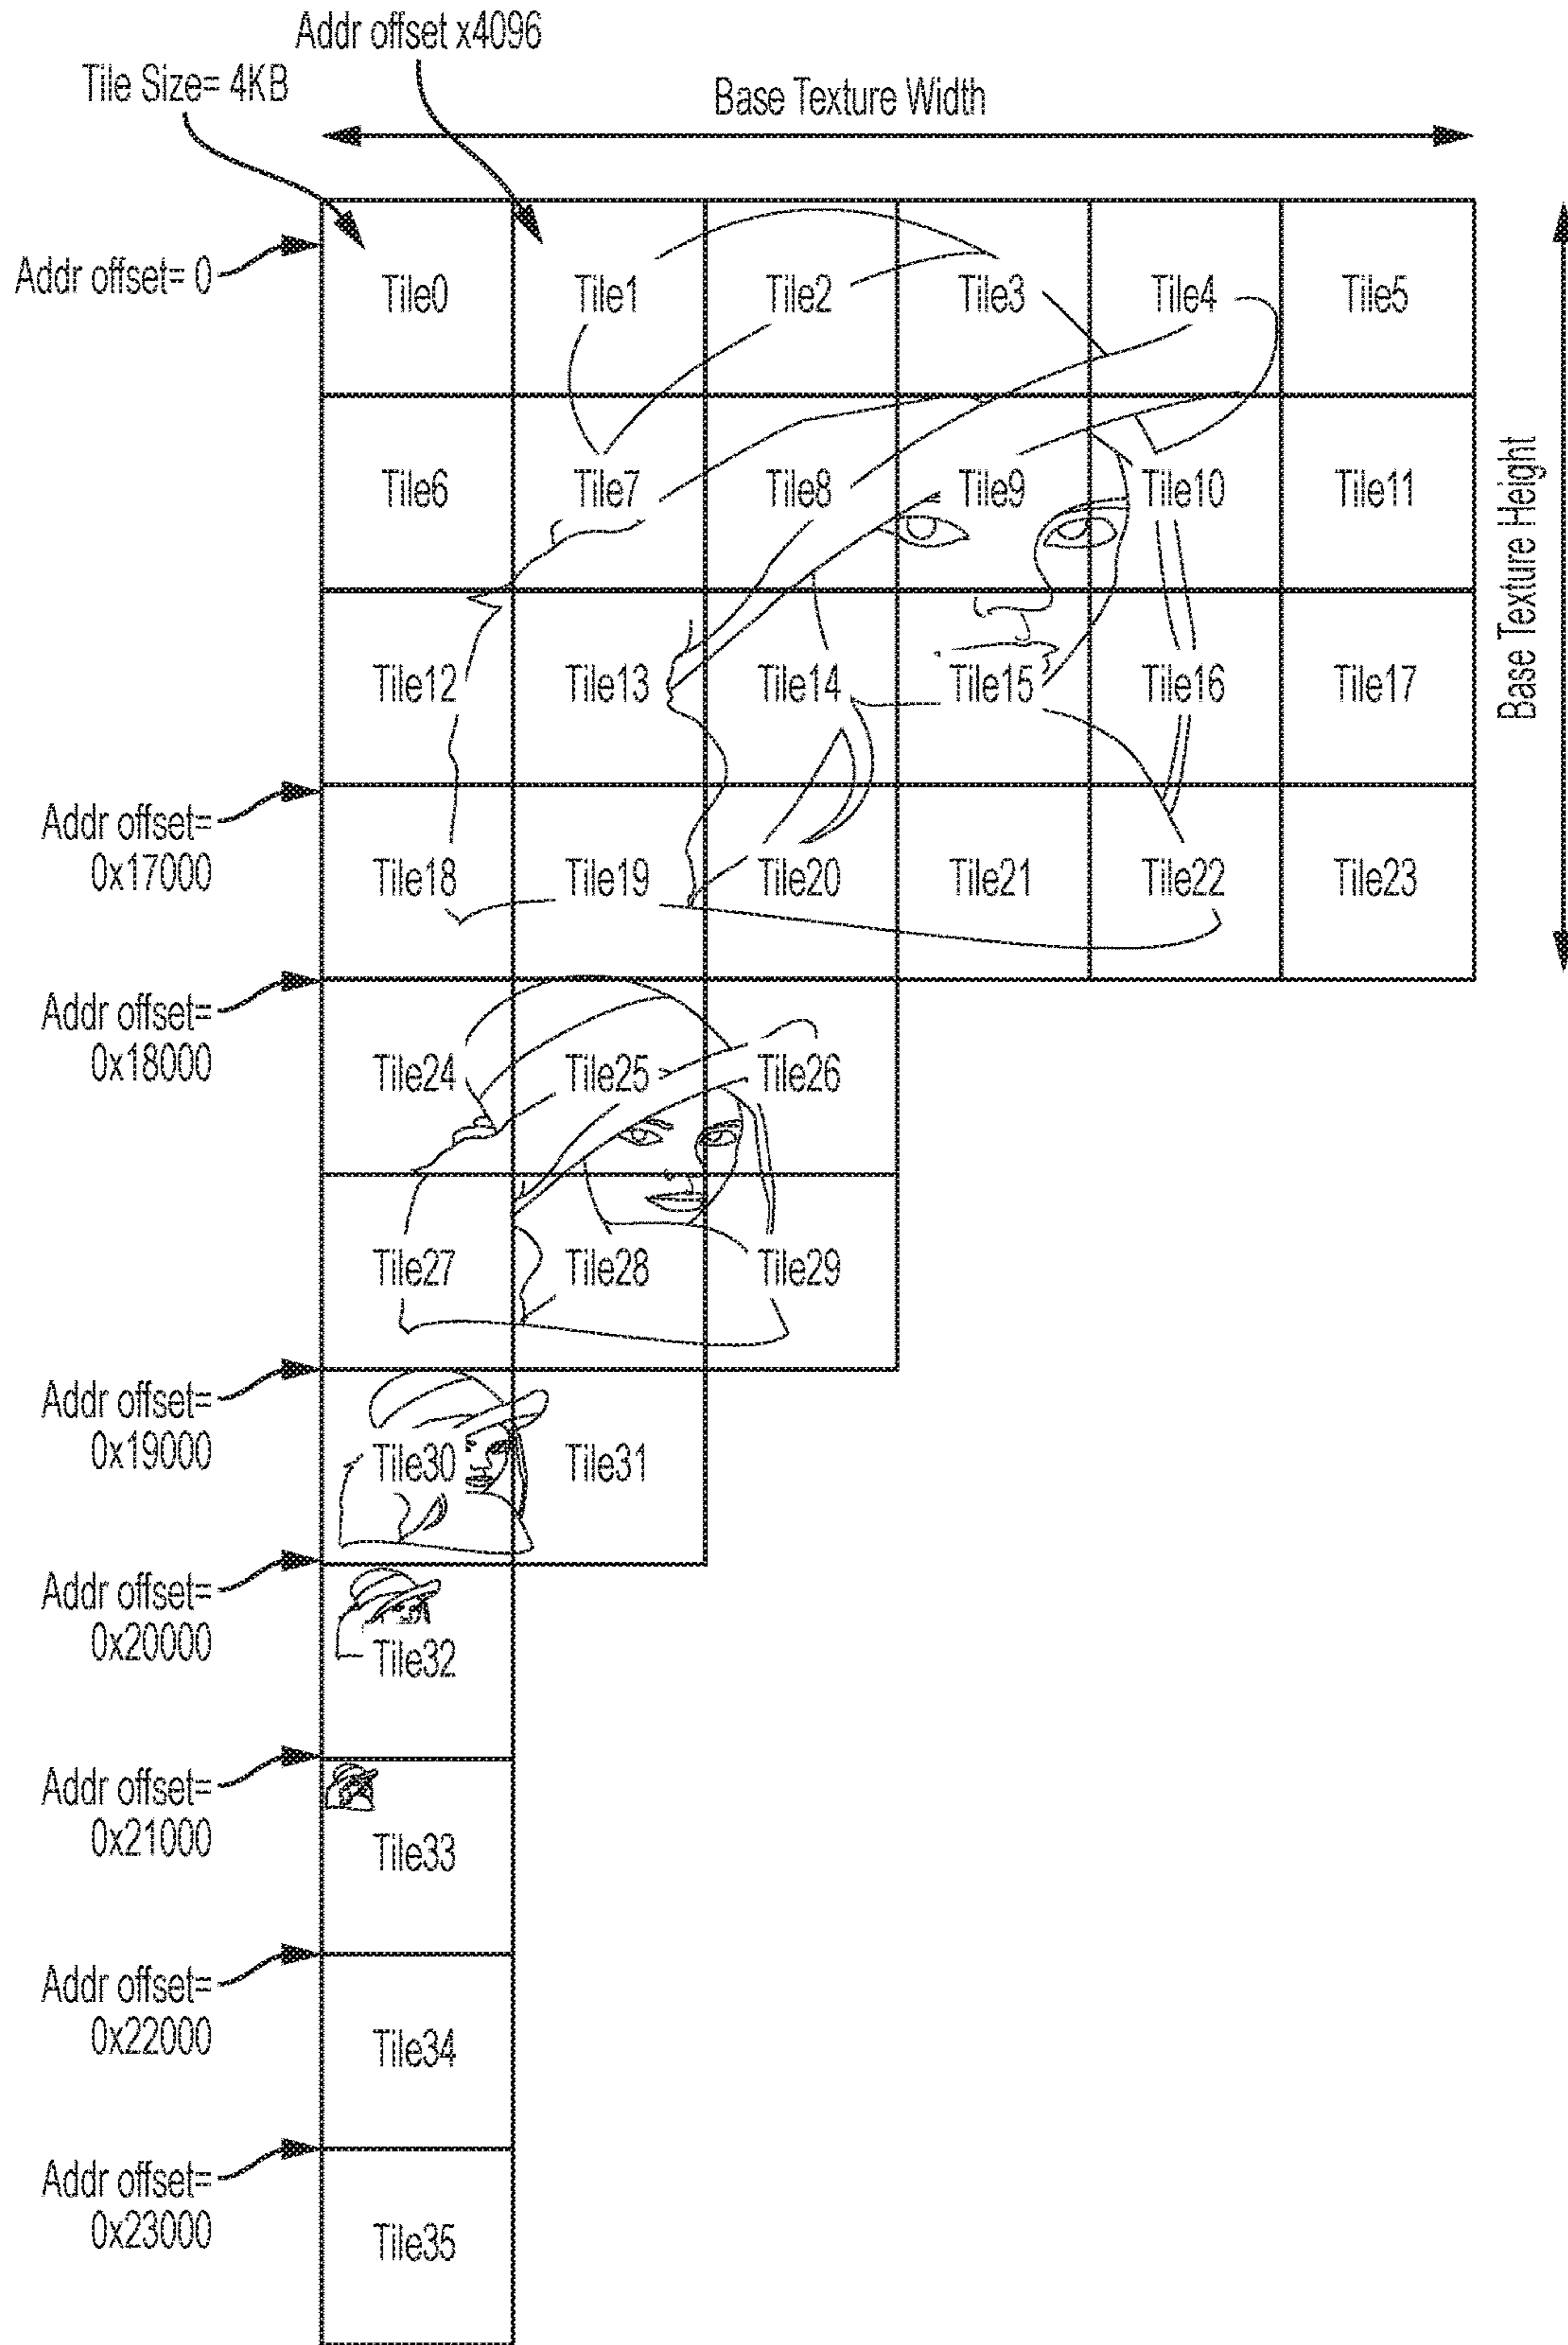 Addr offset x4096
Tile Size= 4KB
Base Texture Width
Addr offset= 0
Tile0
Tile1
Tile2
Tile3
Tile4
Tile5
Tile6
Tile7
Tile8
Tile9
Tile10
Tile11
Base Texture Height
Tile12
Tile13
Tile14
Tile15
Tile16
Tile17
Addr offset=
0x17000
Tile18
Tile19
Tile20
Tile21
Tile22
Tile23
Addr offset=
0x18000
Tile24
Tile25
Tile26
Tile27
Tile28
Tile29
Addr offset=
0x19000
Tile30
Tile31
Addr offset=
0x20000
Tile32
Addr offset=
0x21000
Tile33
Addr offset=
0x22000
Tile34
Addr offset=
0x23000
Tile35